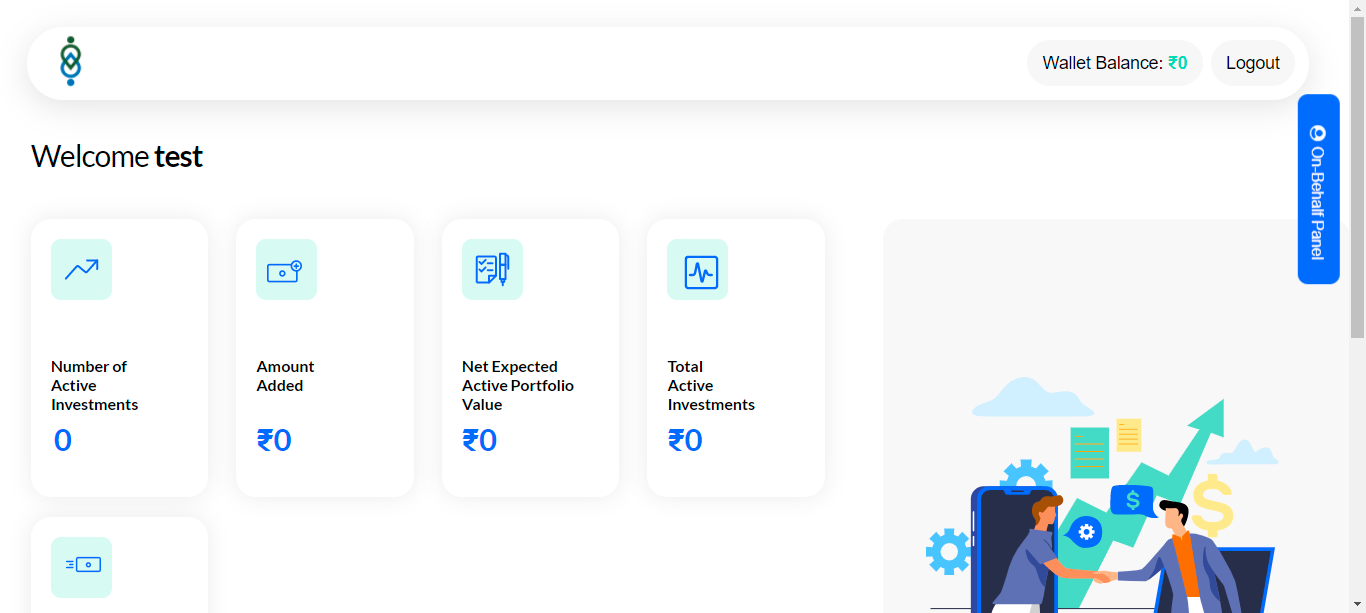 Wallet Balance: ₹0
Logout
On-Behalf Panel
Welcome test
Number of
Active
Investments
0
Amount
Added
₹0
Net Expected
Active Portfolio
Value
₹0
Total
Active
Investments
₹0
$
$